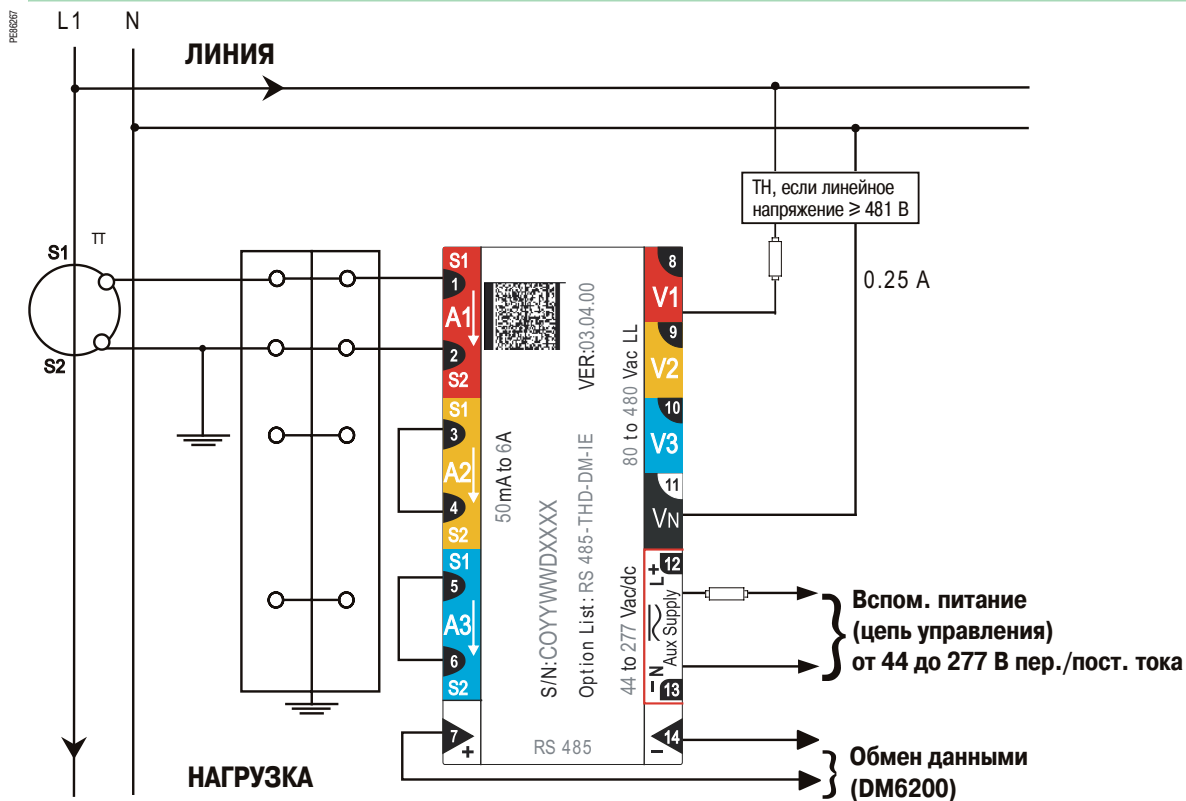 PE86267
L1 N
ЛИНИЯ
ТН, если линейное
напряжение ≥ 481 В
0.25 A
S1
ТТ
S2
S1
1
A1
2
S2
S1
3
A2
4
S2
S1
5
A3
6
S2
7
+
50mA to 6A
S/N:COYYWWDXXXX
Option List: RS 485-THD-DM-IE
VER:03.04.00
80 to 480 Vac LL
44 to 277 Vac/dc
RS 485
8
V1
9
V2
10
V3
11
VN
12
L+
Aux Supply
– N
13
14
–
Вспом. питание
(цепь управления)
от 44 до 277 В пер./пост. тока
Обмен данными
(DM6200)
НАГРУЗКА